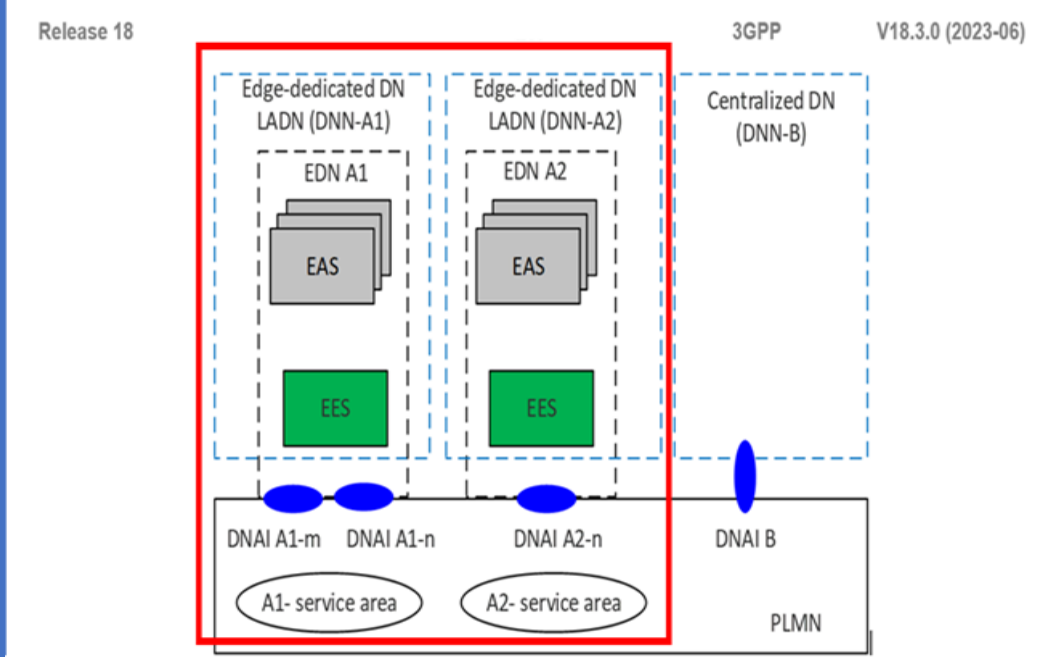 Release 18
3GPP
V18.3.0 (2023-06)
Edge-dedicated DN
LADN (DNN-A1)
Edge-dedicated DN
LADN (DNN-A2)
Centralized DN
(DNN-B)
EDN A1
EDN A2
EAS
EAS
EES
EES
DNAI A1-m
DNAI A1-n
DNAI A2-n
DNAI B
A1- service area
A2- service area
PLMN